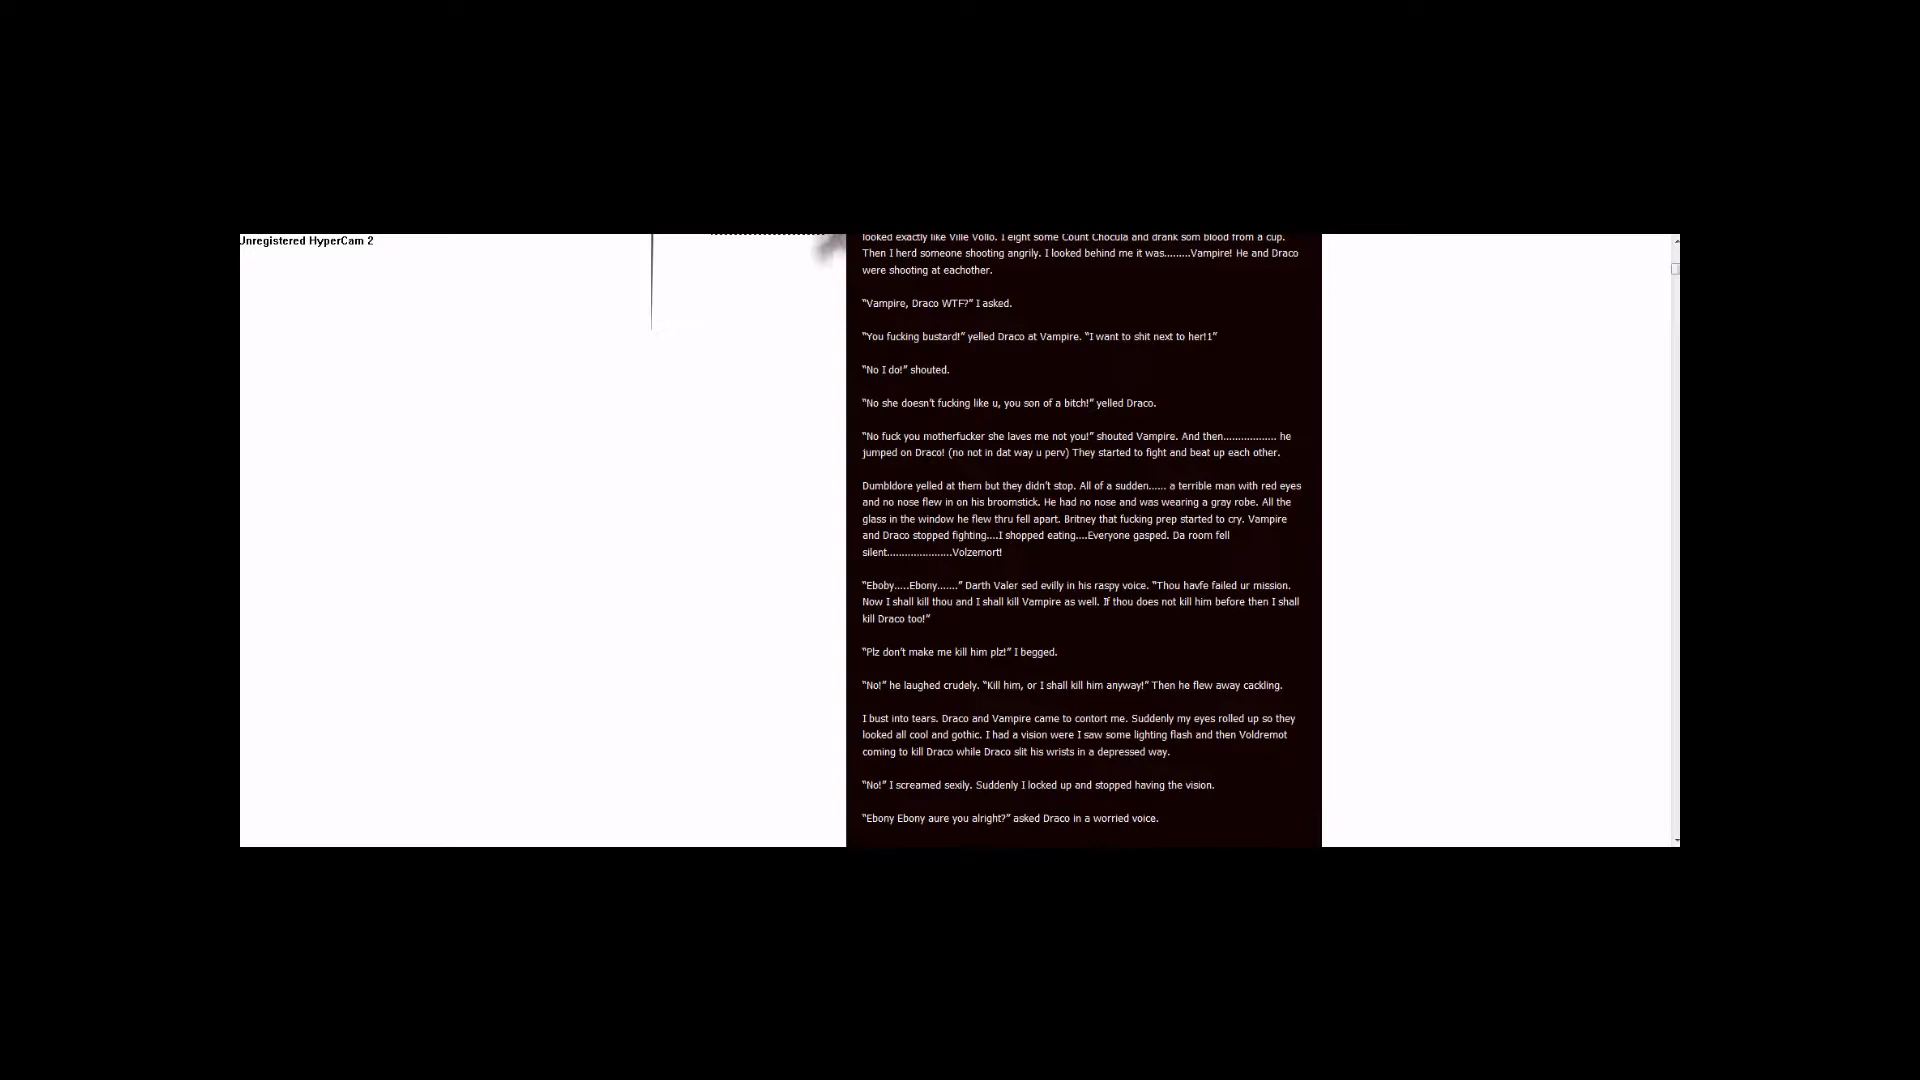 Unregistered HyperCam 2
looked exactly like Ville Vollo. I eight some Count Chocula and drank som blood from a cup.
Then I herd someone shooting angrily. I looked behind me it was.........Vampire! He and Draco
were shooting at eachother.
“Vampire, Draco WTF?” I asked.
“You fucking bustard!” yelled Draco at Vampire. “I want to shit next to her!1”
“No I do!” shouted.
“No she doesn’t fucking like u, you son of a bitch!” yelled Draco.
“No fuck you motherfucker she laves me not you!” shouted Vampire. And then.................. he
jumped on Draco! (no not in dat way u perv) They started to fight and beat up each other.
Dumbldore yelled at them but they didn’t stop. All of a sudden...... a terrible man with red eyes
and no nose flew in on his broomstick. He had no nose and was wearing a gray robe. All the
glass in the window he flew thru fell apart. Britney that fucking prep started to cry. Vampire
and Draco stopped fighting....I shopped eating....Everyone gasped. Da room fell
silent......................Volzemort!
“Eboby.....Ebony.......” Darth Valer sed evilly in his raspy voice. “Thou havfe failed ur mission.
Now I shall kill thou and I shall kill Vampire as well. If thou does not kill him before then I shall
kill Draco too!”
“Plz don’t make me kill him plz!” I begged.
“No!” he laughed crudely. “Kill him, or I shall kill him anyway!” Then he flew away cackling.
I bust into tears. Draco and Vampire came to contort me. Suddenly my eyes rolled up so they
looked all cool and gothic. I had a vision were I saw some lighting flash and then Voldremot
coming to kill Draco while Draco slit his wrists in a depressed way.
“No!” I screamed sexily. Suddenly I locked up and stopped having the vision.
“Ebony Ebony aure you alright?” asked Draco in a worried voice.